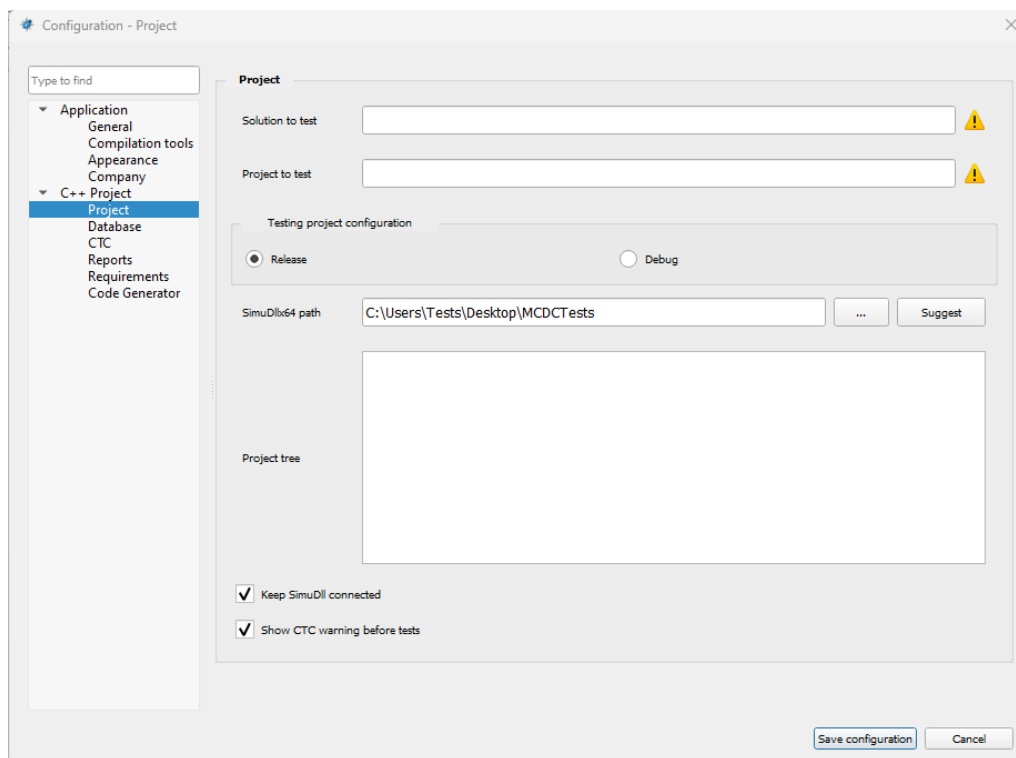 Configuration - Project
Type to find
Application
General
Compilation tools
Appearance
Company
C++ Project
Project
Database
CTC
Reports
Requirements
Code Generator
Project
Solution to test
Project to test
Testing project configuration
Release
Debug
SimuDllx64 path
C:\Users\Tests\Desktop\MCDCTests
...
Suggest
Project tree
Keep SimuDll connected
Show CTC warning before tests
Save configuration
Cancel